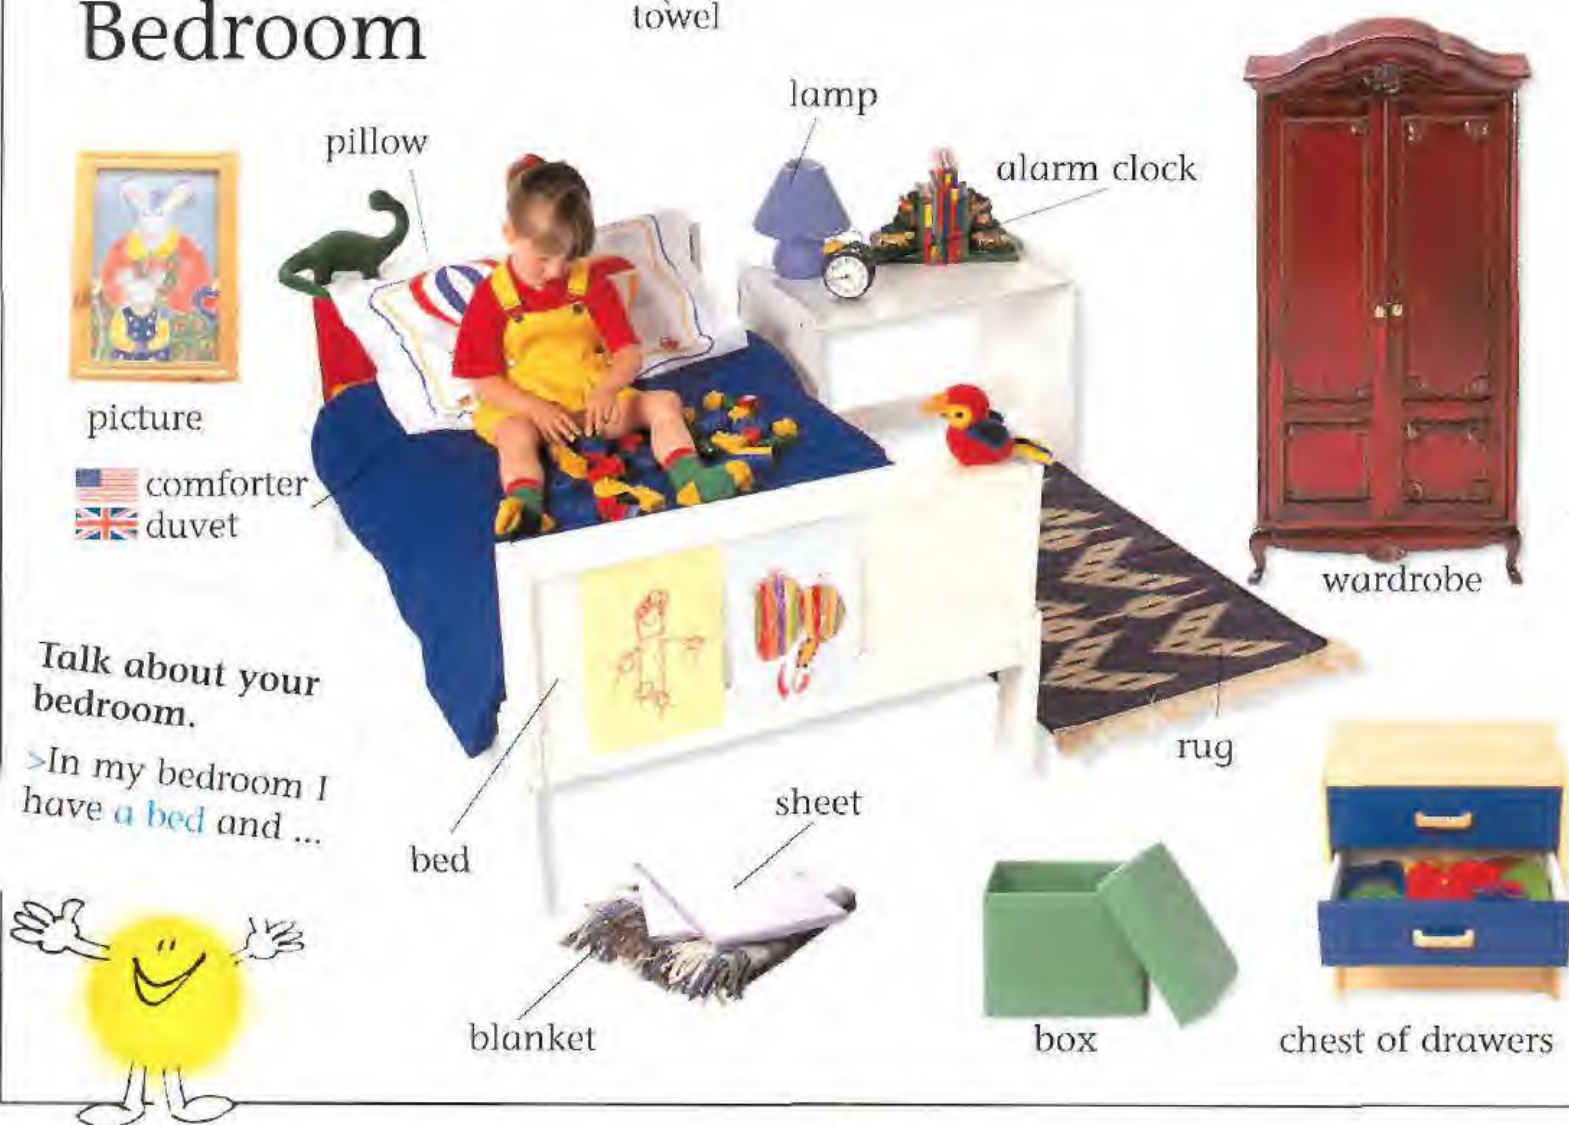 towel
Bedroom
lamp
pillow
alarm clock
picture
comforter
duvet
wardrobe
Talk about your
bedroom.
>In my bedroom I
have a bed and ...
rug
sheet
bed
blanket
box
chest of drawers